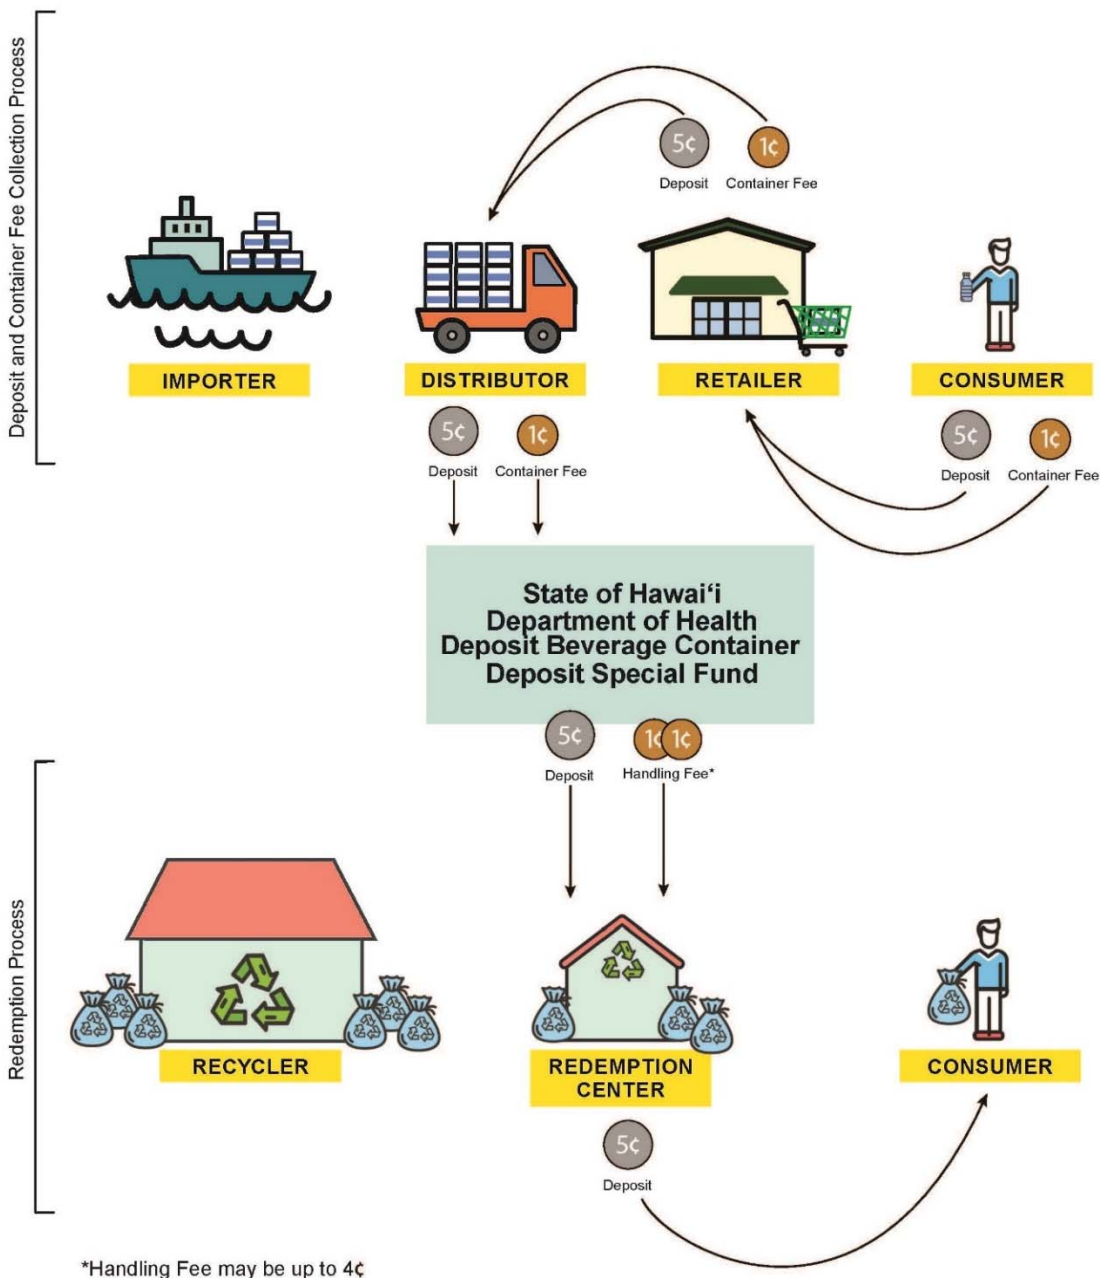 Deposit and Container Fee Collection Process
5¢
1¢
Deposit
Container Fee
IMPORTER
DISTRIBUTOR
RETAILER
CONSUMER
5¢
1¢
5¢
1¢
Deposit
Container Fee
Deposit
Container Fee
State of Hawaiʻi
Department of Health
Deposit Beverage Container
Deposit Special Fund
5¢
1¢
1¢
Deposit
Handling Fee*
Redemption Process
RECYCLER
REDEMPTION
CENTER
CONSUMER
5¢
Deposit
*Handling Fee may be up to 4¢